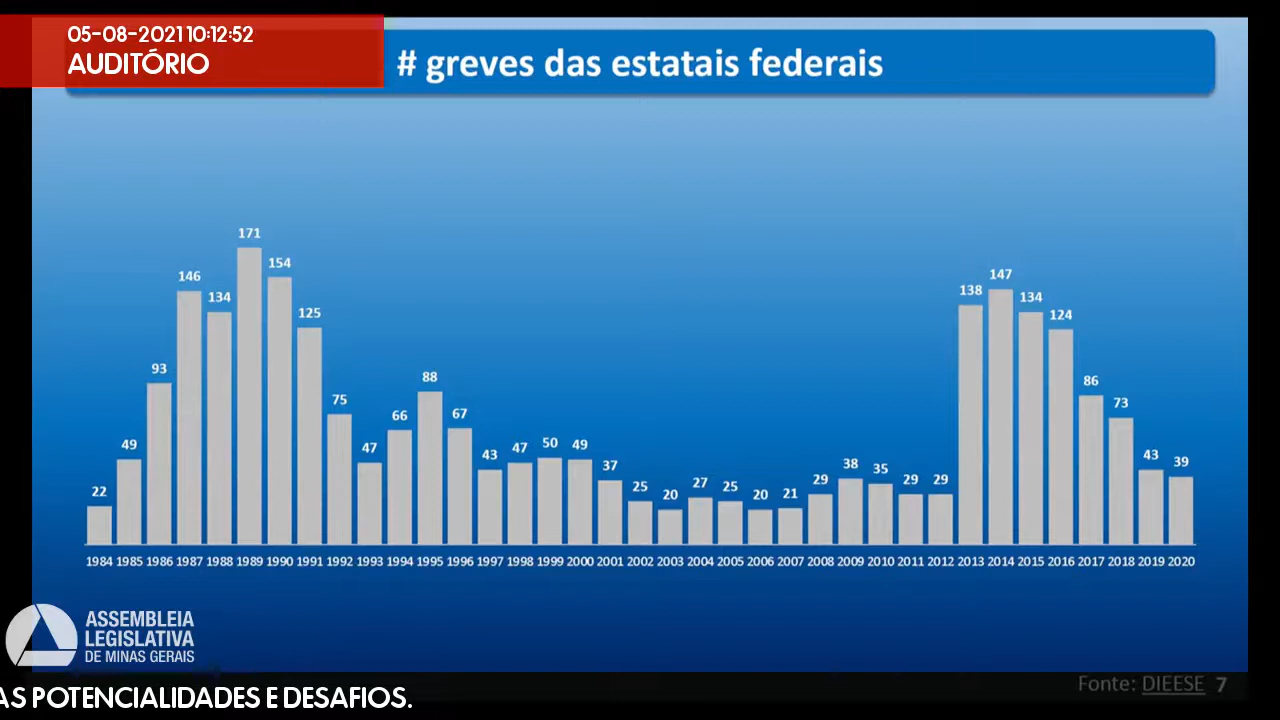 05-08-2021 10:12:52
AUDITÓRIO
# greves das estatais federais
22 49 93 146 134 171 154 125 75 47 66 88 67 43 47 50 49 37 25 20 27 25 20 21 29 38 35 29 29 138 147 134 124 86 73 43 39
1984 1985 1986 1987 1988 1989 1990 1991 1992 1993 1994 1995 1996 1997 1998 1999 2000 2001 2002 2003 2004 2005 2006 2007 2008 2009 2010 2011 2012 2013 2014 2015 2016 2017 2018 2019 2020
ASSEMBLEIA
LEGISLATIVA
DE MINAS GERAIS
Fonte: DIEESE 7
AS POTENCIALIDADES E DESAFIOS.